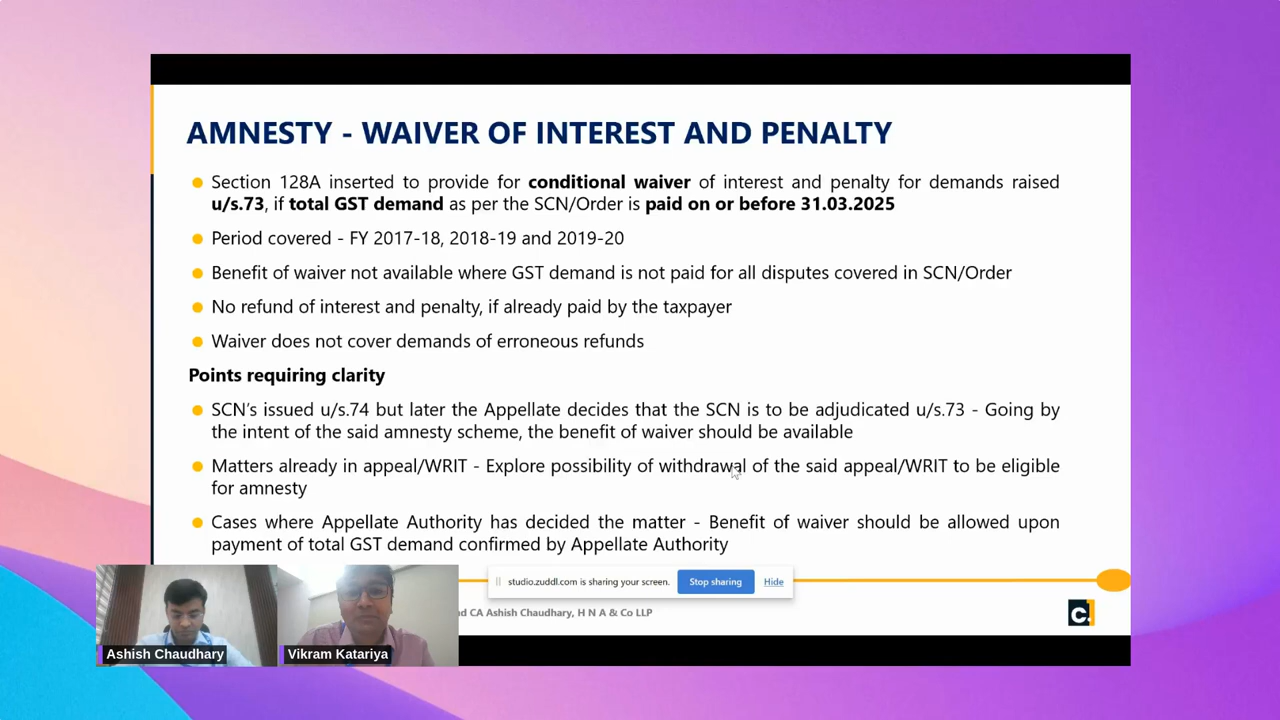 AMNESTY - WAIVER OF INTEREST AND PENALTY
Section 128A inserted to provide for conditional waiver of interest and penalty for demands raised
u/s.73, if total GST demand as per the SCN/Order is paid on or before 31.03.2025
Period covered - FY 2017-18, 2018-19 and 2019-20
Benefit of waiver not available where GST demand is not paid for all disputes covered in SCN/Order
No refund of interest and penalty, if already paid by the taxpayer
Waiver does not cover demands of erroneous refunds
Points requiring clarity
SCN's issued u/s.74 but later the Appellate decides that the SCN is to be adjudicated u/s.73 - Going by
the intent of the said amnesty scheme, the benefit of waiver should be available
Matters already in appeal/WRIT - Explore possibility of withdrawal of the said appeal/WRIT to be eligible
for amnesty
Cases where Appellate Authority has decided the matter - Benefit of waiver should be allowed upon
payment of total GST demand confirmed by Appellate Authority
studio.zuddl.com is sharing your screen.
Stop sharing
Hide
CA Ashish Chaudhary, H N A & Co LLP
c.
Ashish Chaudhary
Vikram Katariya